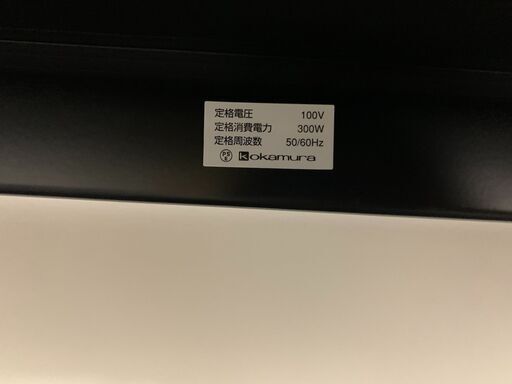 定格電圧 100V
定格消費電力 300W
定格周波数 50/60Hz
PS E okamura